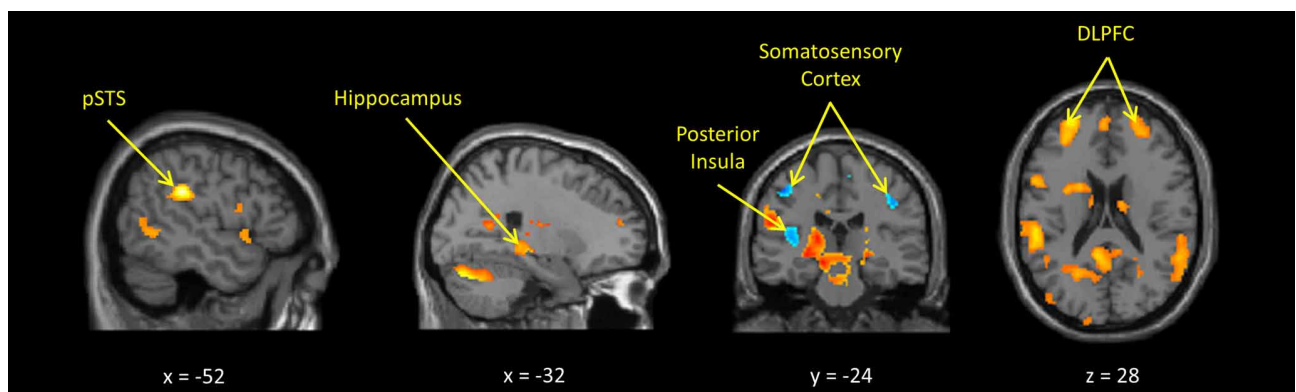 pSTS
Hippocampus
Posterior
Insula
Somatosensory
Cortex
DLPFC
x = -52
x = -32
y = -24
z = 28